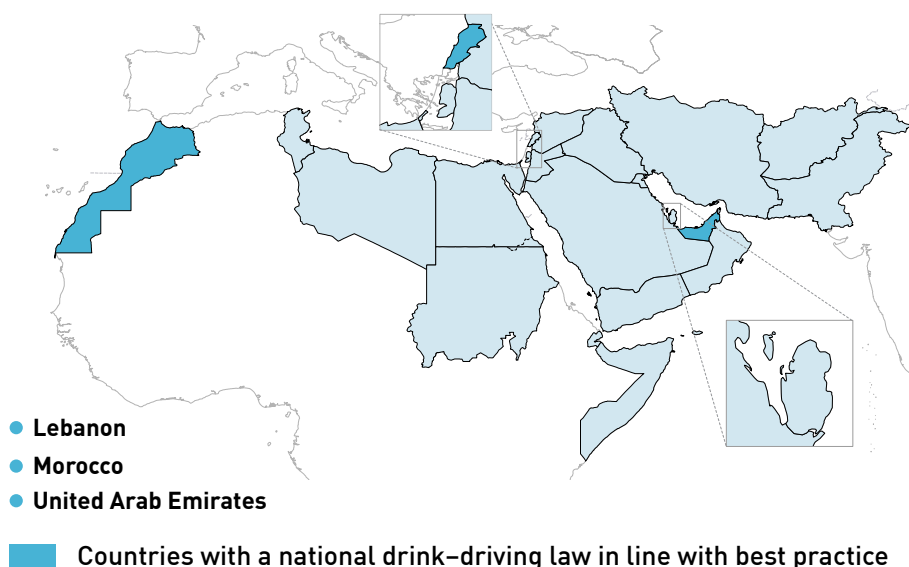 Lebanon
Morocco
United Arab Emirates
Countries with a national drink–driving law in line with best practice